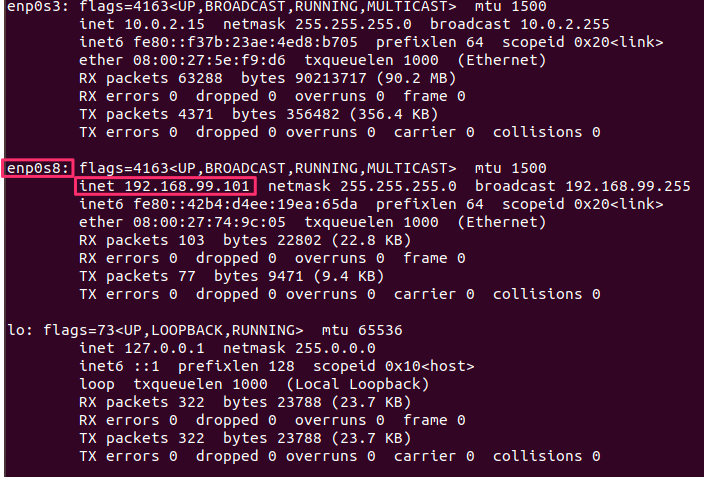 enp0s3: flags=4163<UP,BROADCAST,RUNNING,MULTICAST>  mtu 1500
        inet 10.0.2.15  netmask 255.255.255.0  broadcast 10.0.2.255
        inet6 fe80::f37b:23ae:4ed8:b705  prefixlen 64  scopeid 0x20<link>
        ether 08:00:27:5e:f9:d6  txqueuelen 1000  (Ethernet)
        RX packets 63288  bytes 90213717 (90.2 MB)
        RX errors 0  dropped 0  overruns 0  frame 0
        TX packets 4371  bytes 356482 (356.4 KB)
        TX errors 0  dropped 0 overruns 0  carrier 0  collisions 0
enp0s8: flags=4163<UP,BROADCAST,RUNNING,MULTICAST>  mtu 1500
        inet 192.168.99.101  netmask 255.255.255.0  broadcast 192.168.99.255
        inet6 fe80::42b4:d4ee:19ea:65da  prefixlen 64  scopeid 0x20<link>
        ether 08:00:27:74:9c:05  txqueuelen 1000  (Ethernet)
        RX packets 103  bytes 22802 (22.8 KB)
        RX errors 0  dropped 0  overruns 0  frame 0
        TX packets 77  bytes 9471 (9.4 KB)
        TX errors 0  dropped 0 overruns 0  carrier 0  collisions 0
lo: flags=73<UP,LOOPBACK,RUNNING>  mtu 65536
        inet 127.0.0.1  netmask 255.0.0.0
        inet6 ::1  prefixlen 128  scopeid 0x10<host>
        loop  txqueuelen 1000  (Local Loopback)
        RX packets 322  bytes 23788 (23.7 KB)
        RX errors 0  dropped 0  overruns 0  frame 0
        TX packets 322  bytes 23788 (23.7 KB)
        TX errors 0  dropped 0 overruns 0  carrier 0  collisions 0